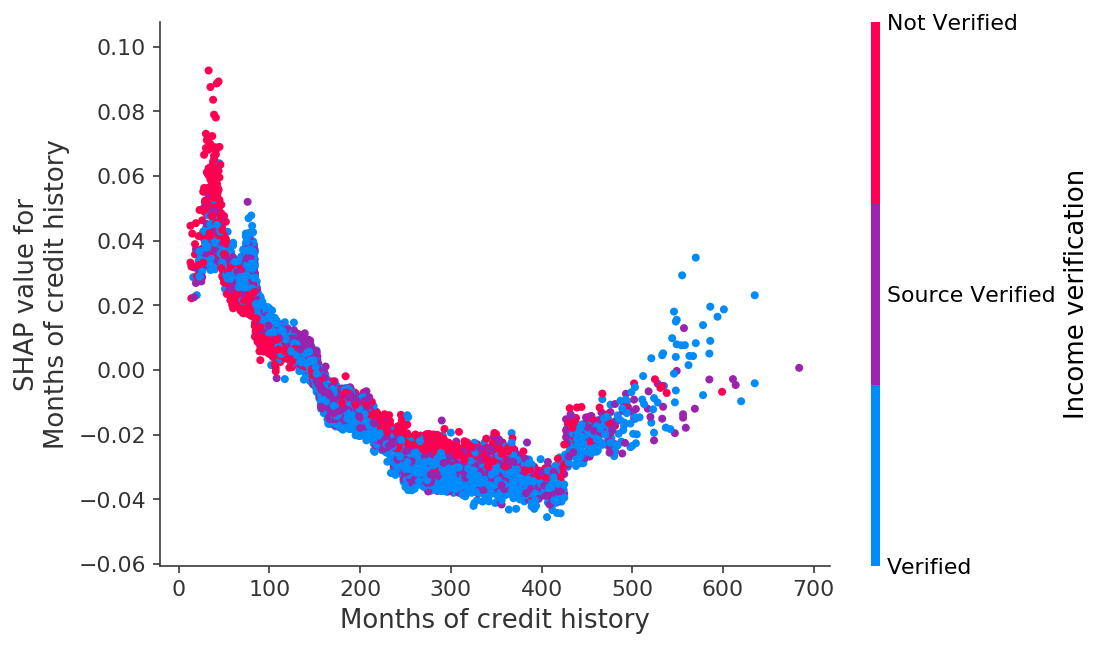 0.10
0.08
0.06
0.04
0.02
0.00
−0.02
−0.04
−0.06
SHAP value for
Months of credit history
0
100
200
300
400
500
600
700
Months of credit history
Not Verified
Source Verified
Verified
Income verification